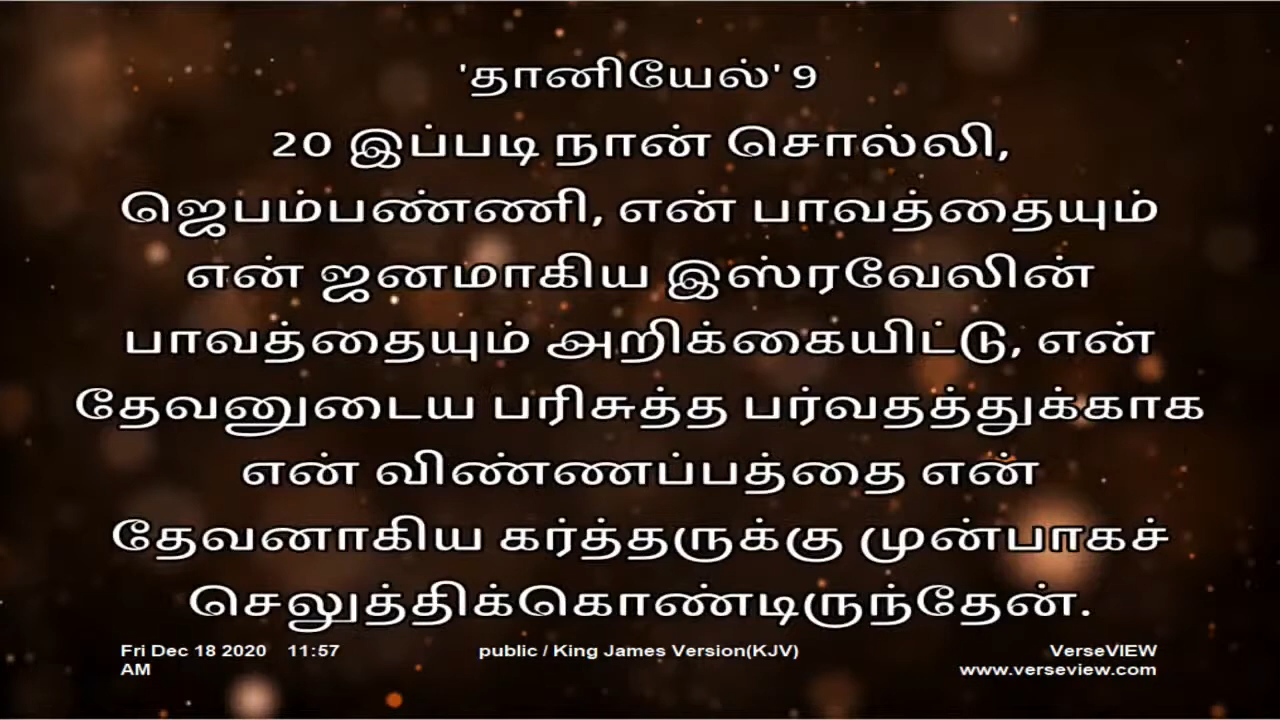 'தானியேல்' 9
20 இப்படி நான் சொல்லி,
ஜெபம்பண்ணி, என் பாவத்தையும்
என் ஜனமாகிய இஸ்ரவேலின்
பாவத்தையும் அறிக்கையிட்டு, என்
தேவனுடைய பரிசுத்த பர்வதத்துக்காக
என் விண்ணப்பத்தை என்
தேவனாகிய கர்த்தருக்கு முன்பாகச்
செலுத்திக்கொண்டிருந்தேன்.
Fri Dec 18 2020 11:57 AM
public / King James Version(KJV)
VerseVIEW
www.verseview.com